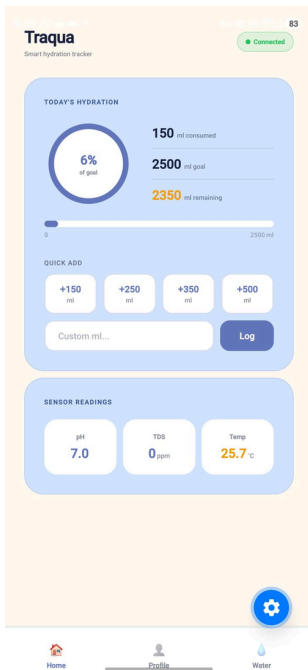 83
Traqua
Smart hydration tracker
Connected
TODAY'S HYDRATION
6%
of goal
150 ml consumed
2500 ml goal
2350 ml remaining
0 2500 ml
QUICK ADD
+150 +250 +350 +500
ml ml ml ml
Custom ml... Log
SENSOR READINGS
pH TDS Temp
7.0 0 ppm 25.7 °C
Home Profile Water